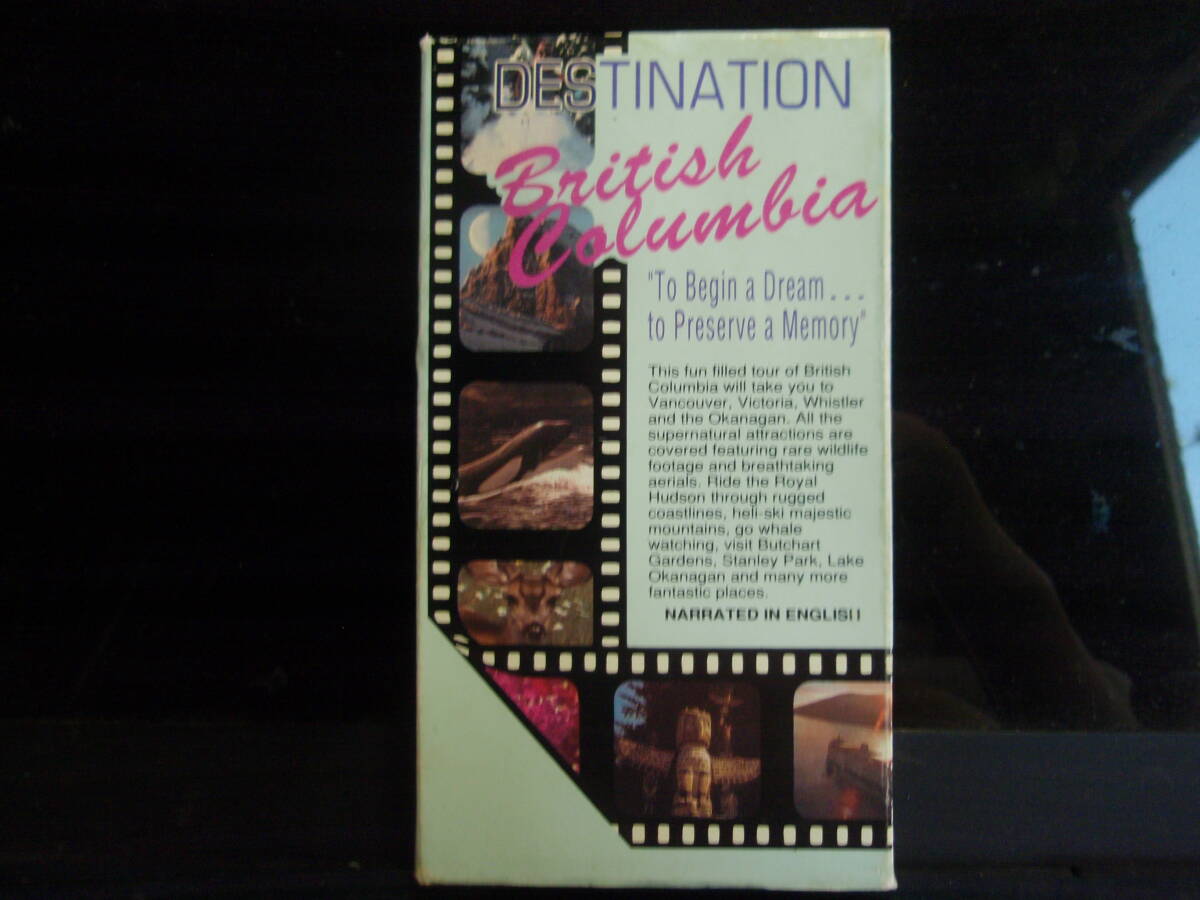 DESTINATION
British
Columbia
"To Begin a Dream...
to Preserve a Memory"
This fun filled tour of British
Columbia will take you to
Vancouver, Victoria, Whistler
and the Okanagan. All the
supernatural attractions are
covered featuring rare wildlife
footage and breathtaking
aerials. Ride the Royal
Hudson through rugged
coastlines, heli-ski majestic
mountains, go whale
watching, visit Butchart
Gardens, Stanley Park, Lake
Okanagan and many more
fantastic places.
NARRATED IN ENGLISH